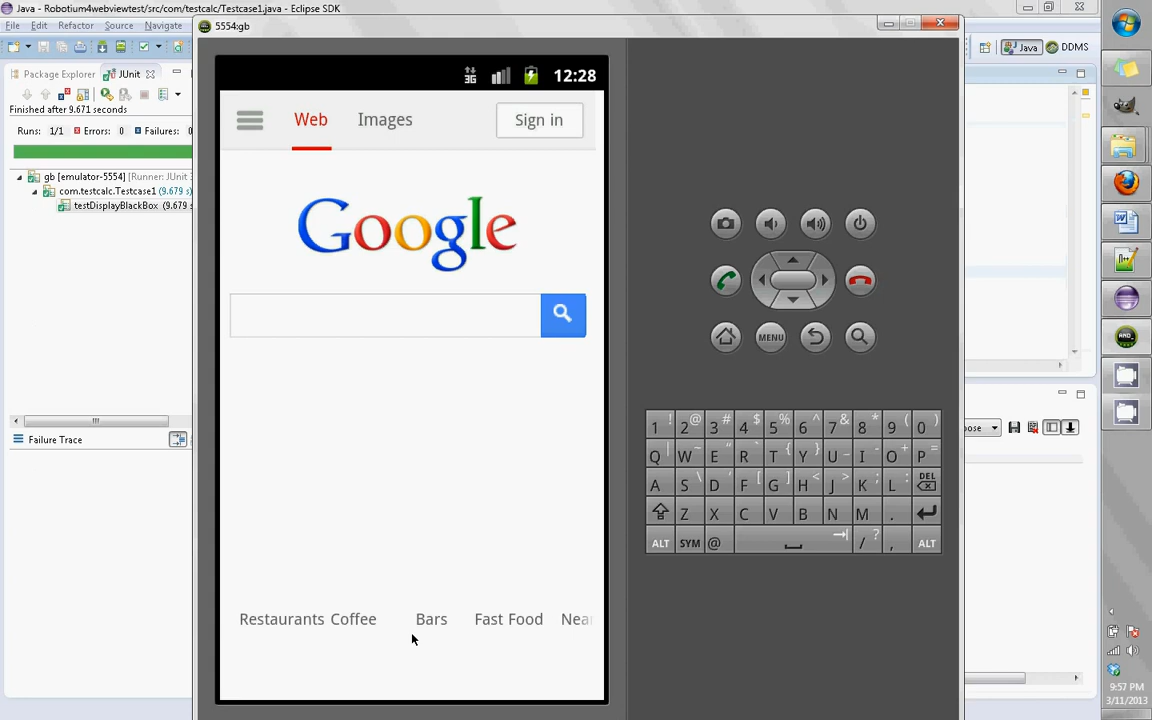 Java - Robotium4webviewtest/src/com/testcalc/Testcase1.java - Eclipse SDK
File Edit Refactor Source Navigate
5554:gb
Java DDMS
Package Explorer JUnit
Finished after 9.671 seconds
Runs: 1/1 Errors: 0 Failures:
gb [emulator-5554] [Runner: JUnit
com.testcalc.Testcase1 (9.679 s)
testDisplayBlackBox (9.679 s
Failure Trace
3G 12:28
Web Images Sign in
Google
Restaurants Coffee Bars Fast Food Near
MENU
1 ! 2 @ 3 # 4 $ 5 % 6 ^ 7 & 8 * 9 ( 0 )
Q | W ~ E " R ` T { Y } U _ I - O + P =
A S \ D ' F [ G ] H < J > K ; L : DEL
Z X C V B N M .
ALT SYM @ / ? , ALT
9:57 PM
3/11/2013